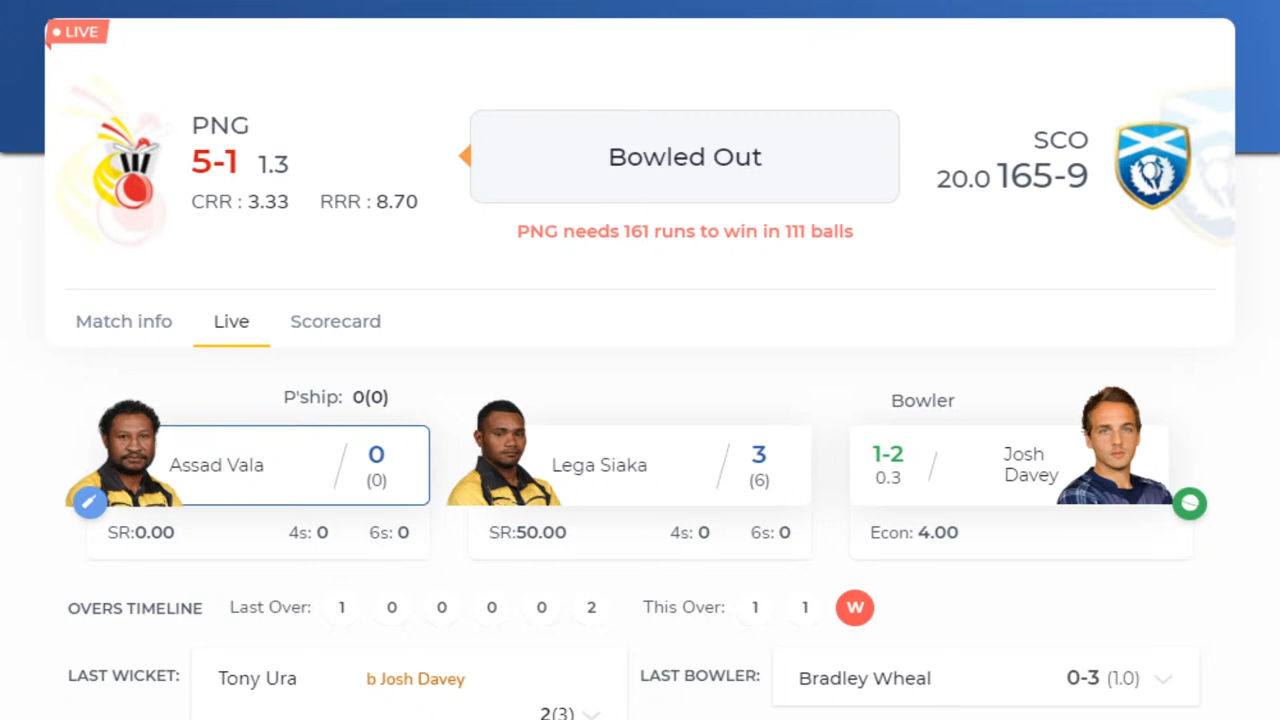 LIVE
PNG
5-1 1.3
CRR : 3.33 RRR : 8.70
Bowled Out
PNG needs 161 runs to win in 111 balls
SCO
20.0 165-9
Match info Live Scorecard
P'ship: 0(0)
Assad Vala 0
(0)
SR:0.00 4s: 0 6s: 0
Lega Siaka 3
(6)
SR:50.00 4s: 0 6s: 0
Bowler
1-2
0.3
Josh
Davey
Econ: 4.00
OVERS TIMELINE Last Over: 1 0 0 0 0 2 This Over: 1 1 W
LAST WICKET: Tony Ura b Josh Davey
2(3)
LAST BOWLER: Bradley Wheal 0-3 (1.0)